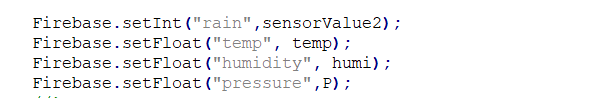 Firebase.setInt("rain",sensorValue2);
Firebase.setFloat("temp", temp);
Firebase.setFloat("humidity", humi);
Firebase.setFloat("pressure",P);